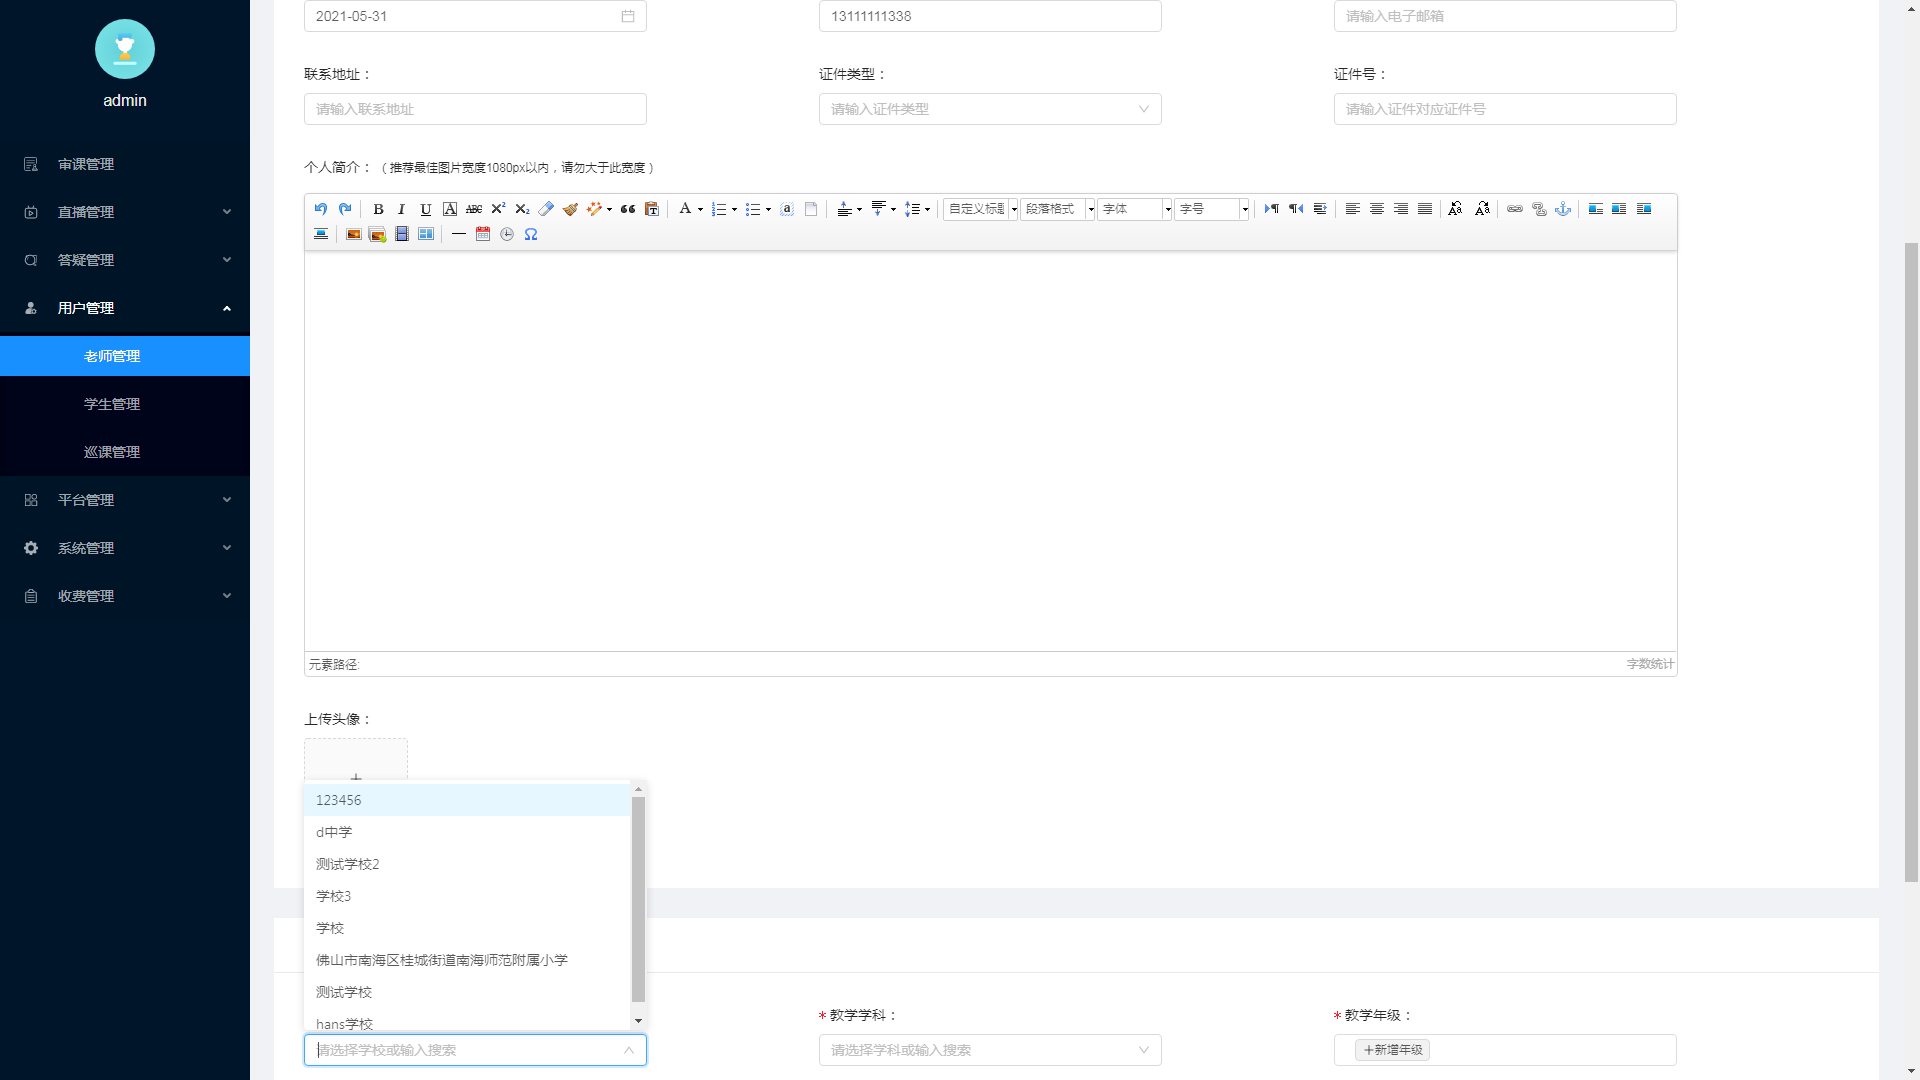 admin
审课管理
直播管理
答疑管理
用户管理
老师管理
学生管理
巡课管理
平台管理
系统管理
收费管理
2021-05-31
13111111338
请输入电子邮箱
联系地址：
证件类型：
证件号：
请输入联系地址
请输入证件类型
请输入证件对应证件号
个人简介：（推荐最佳图片宽度1080px以内，请勿大于此宽度）
自定义标题
段落格式
字体
字号
元素路径:
字数统计
上传头像：
123456
d中学
测试学校2
学校3
学校
佛山市南海区桂城街道南海师范附属小学
测试学校
hans学校
* 教学学科：
* 教学年级：
请选择学校或输入搜索
请选择学科或输入搜索
+新增年级